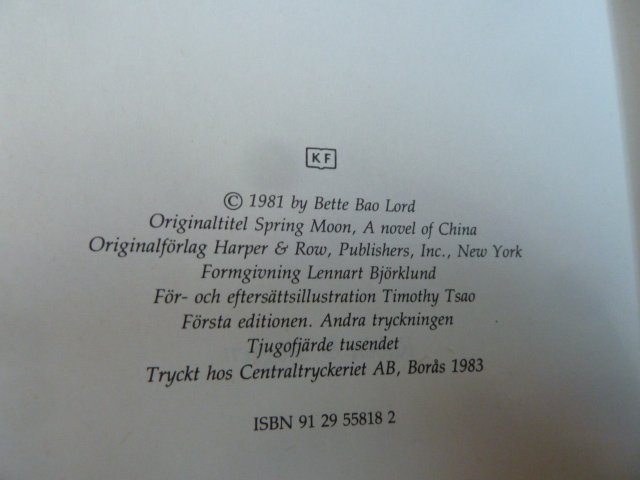 KF
© 1981 by Bette Bao Lord
Originaltitel Spring Moon, A novel of China
Originalförlag Harper & Row, Publishers, Inc., New York
Formgivning Lennart Björklund
För- och eftersättsillustration Timothy Tsao
Första editionen. Andra tryckningen
Tjugofjärde tusendet
Tryckt hos Centraltryckeriet AB, Borås 1983
ISBN 91 29 55818 2